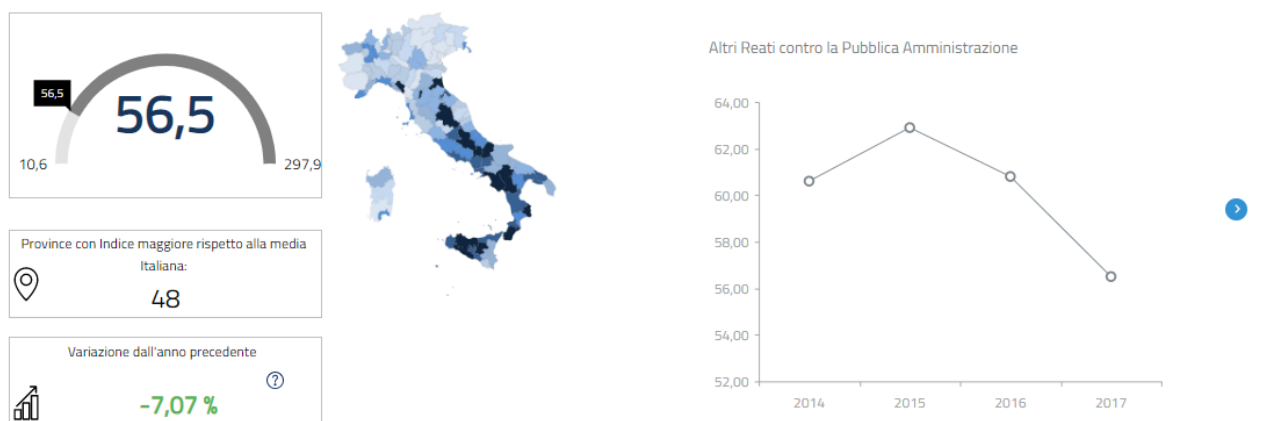 56,5
56,5
10,6
297,9
Province con Indice maggiore rispetto alla media
Italiana:
48
Variazione dall'anno precedente
?
-7,07 %
Altri Reati contro la Pubblica Amministrazione
64,00
62,00
60,00
58,00
56,00
54,00
52,00
2014 2015 2016 2017